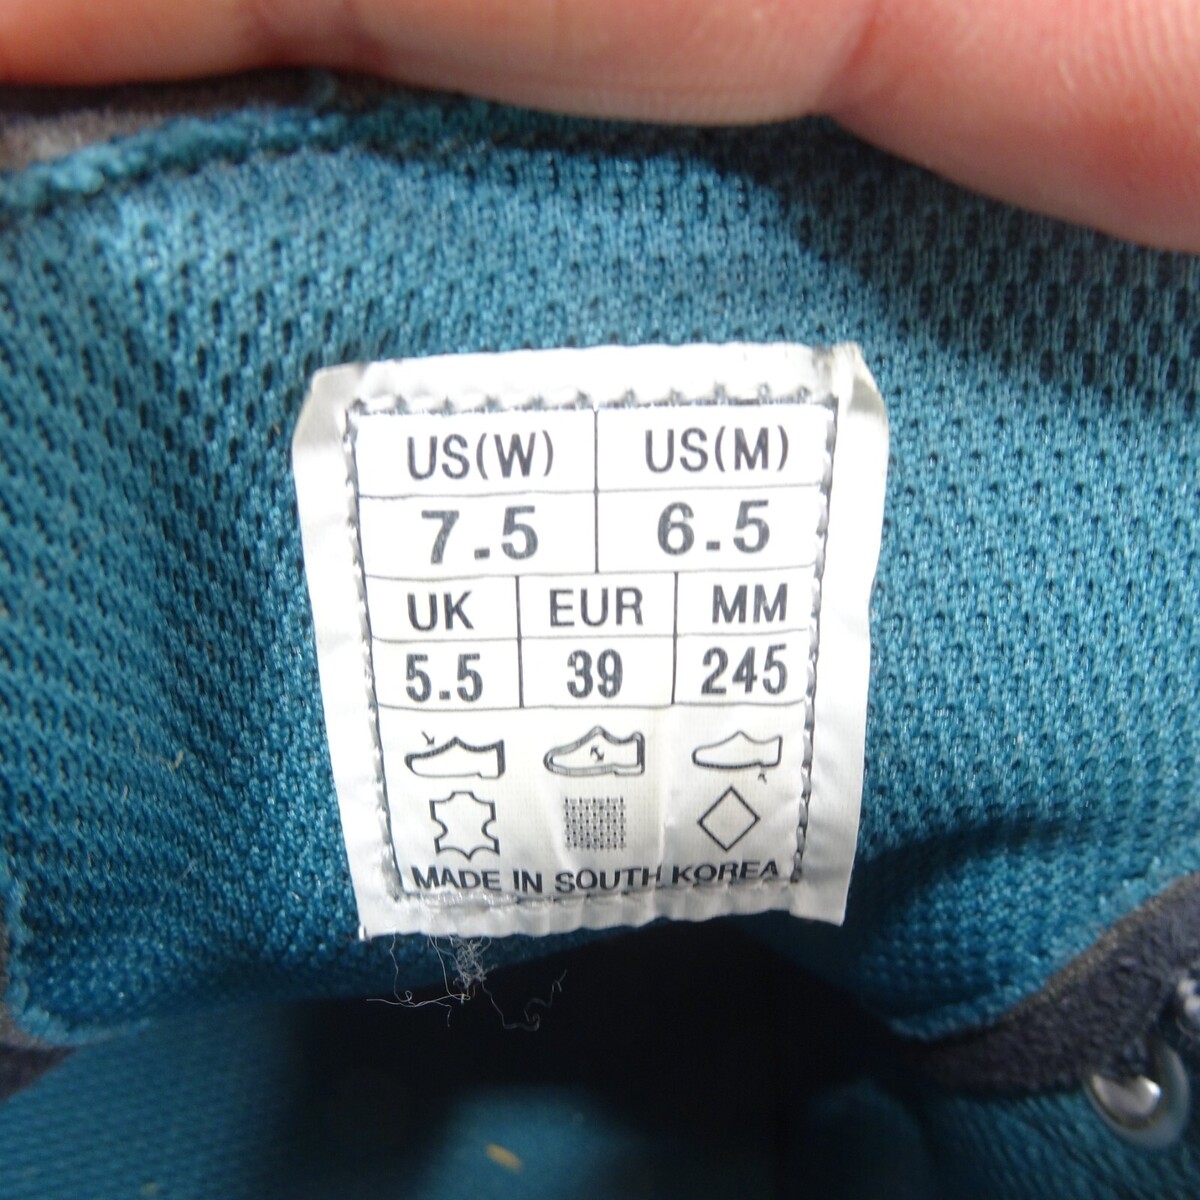 US(W) US(M)
7.5 6.5
UK EUR MM
5.5 39 245
MADE IN SOUTH KOREA